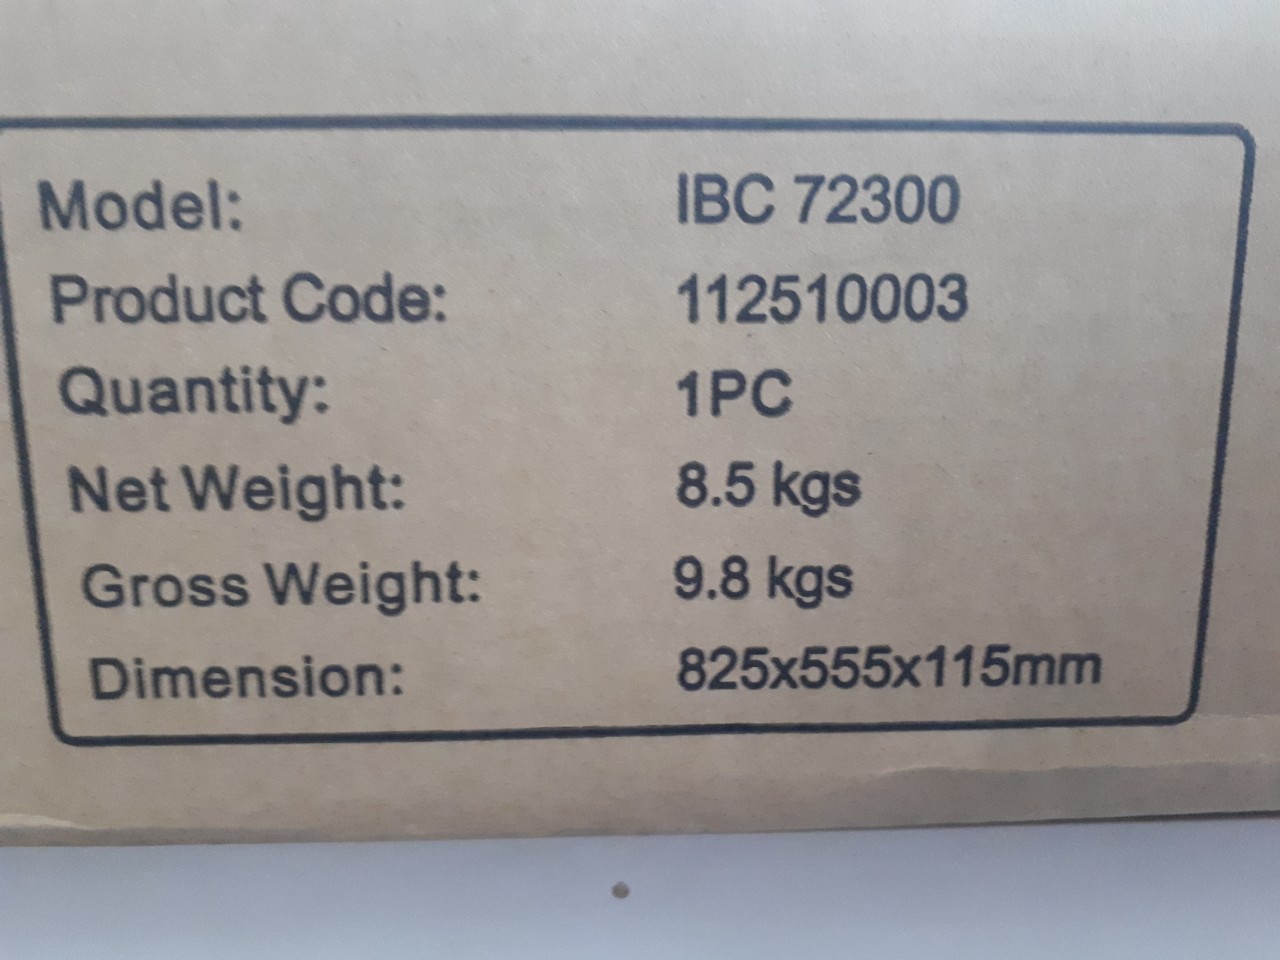 Model: IBC 72300
Product Code: 112510003
Quantity: 1PC
Net Weight: 8.5 kgs
Gross Weight: 9.8 kgs
Dimension: 825x555x115mm